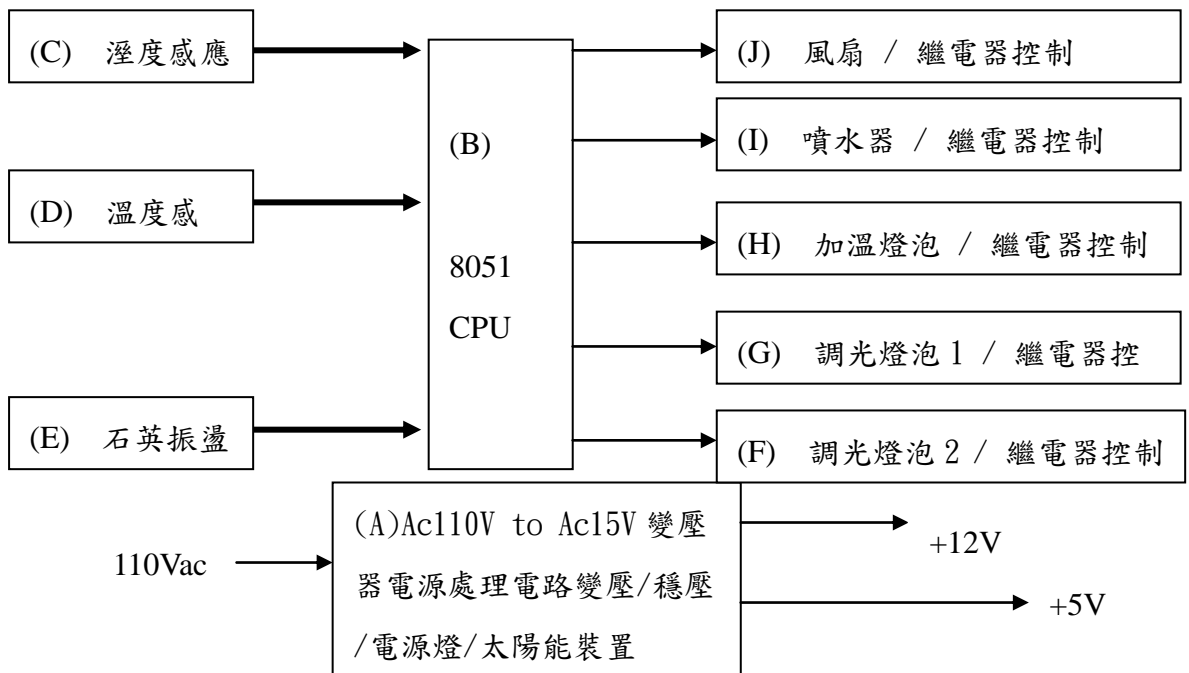 (C) 溼度感應
(D) 溫度感
(E) 石英振盪
(B)
8051
CPU
(J) 風扇 / 繼電器控制
(I) 噴水器 / 繼電器控制
(H) 加溫燈泡 / 繼電器控制
(G) 調光燈泡1 / 繼電器控
(F) 調光燈泡2 / 繼電器控制
110Vac
(A)Ac110V to Ac15V 變壓
器電源處理電路變壓/穩壓
/電源燈/太陽能裝置
+12V
+5V